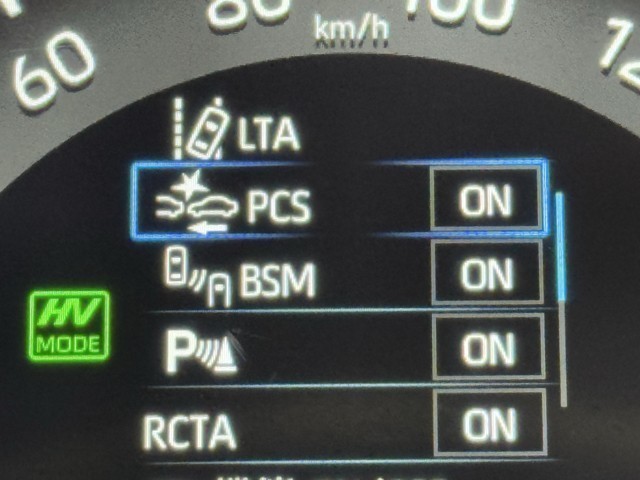 60 80 100
km/h
LTA
PCS ON
BSM ON
HV
MODE
P ON
RCTA ON